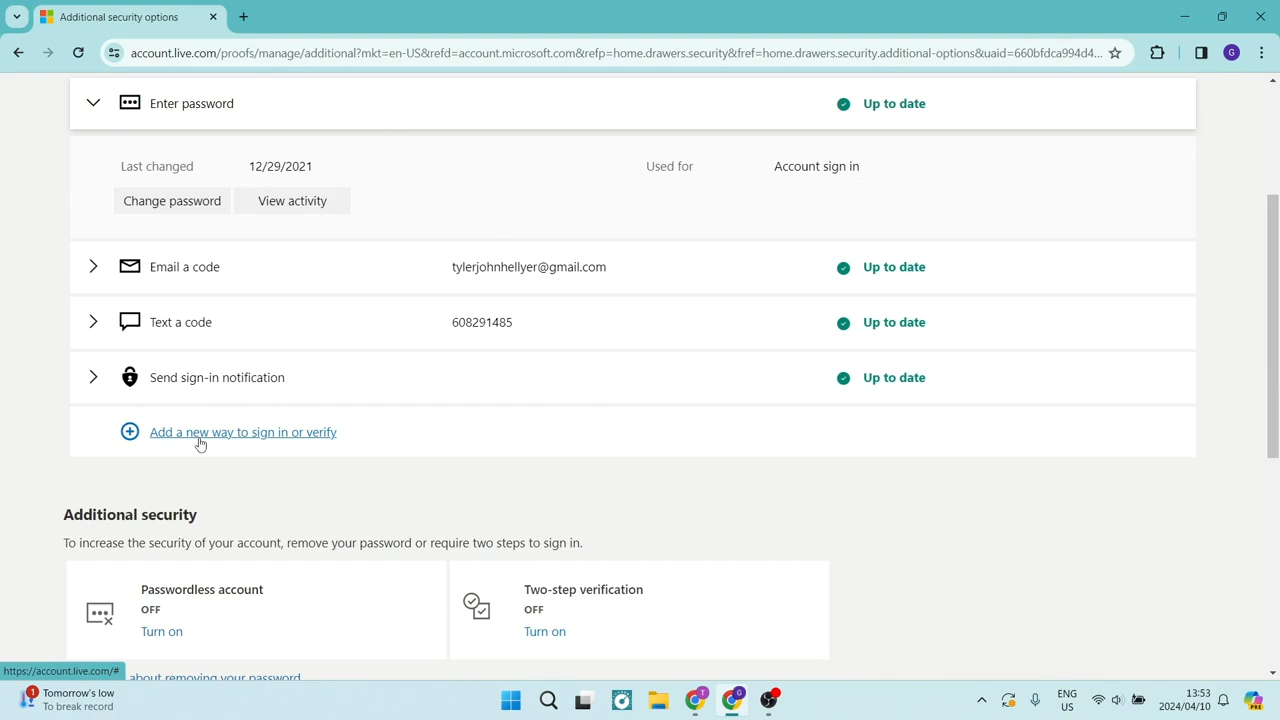 Additional security options
account.live.com/proofs/manage/additional?mkt=en-US&refd=account.microsoft.com&refp=home.drawers.security&fref=home.drawers.security.additional-options&uaid=660bfdca994d4...
G
Enter password
Up to date
Last changed 12/29/2021 Used for Account sign in
Change password View activity
Email a code tylerjohnhellyer@gmail.com Up to date
Text a code 608291485 Up to date
Send sign-in notification Up to date
Add a new way to sign in or verify
Additional security
To increase the security of your account, remove your password or require two steps to sign in.
Passwordless account
OFF
Turn on
Two-step verification
OFF
Turn on
https://account.live.com/#
about removing your password
1
Tomorrow's low
To break record
T
G
ENG
US
13:53
2024/04/10
PRE